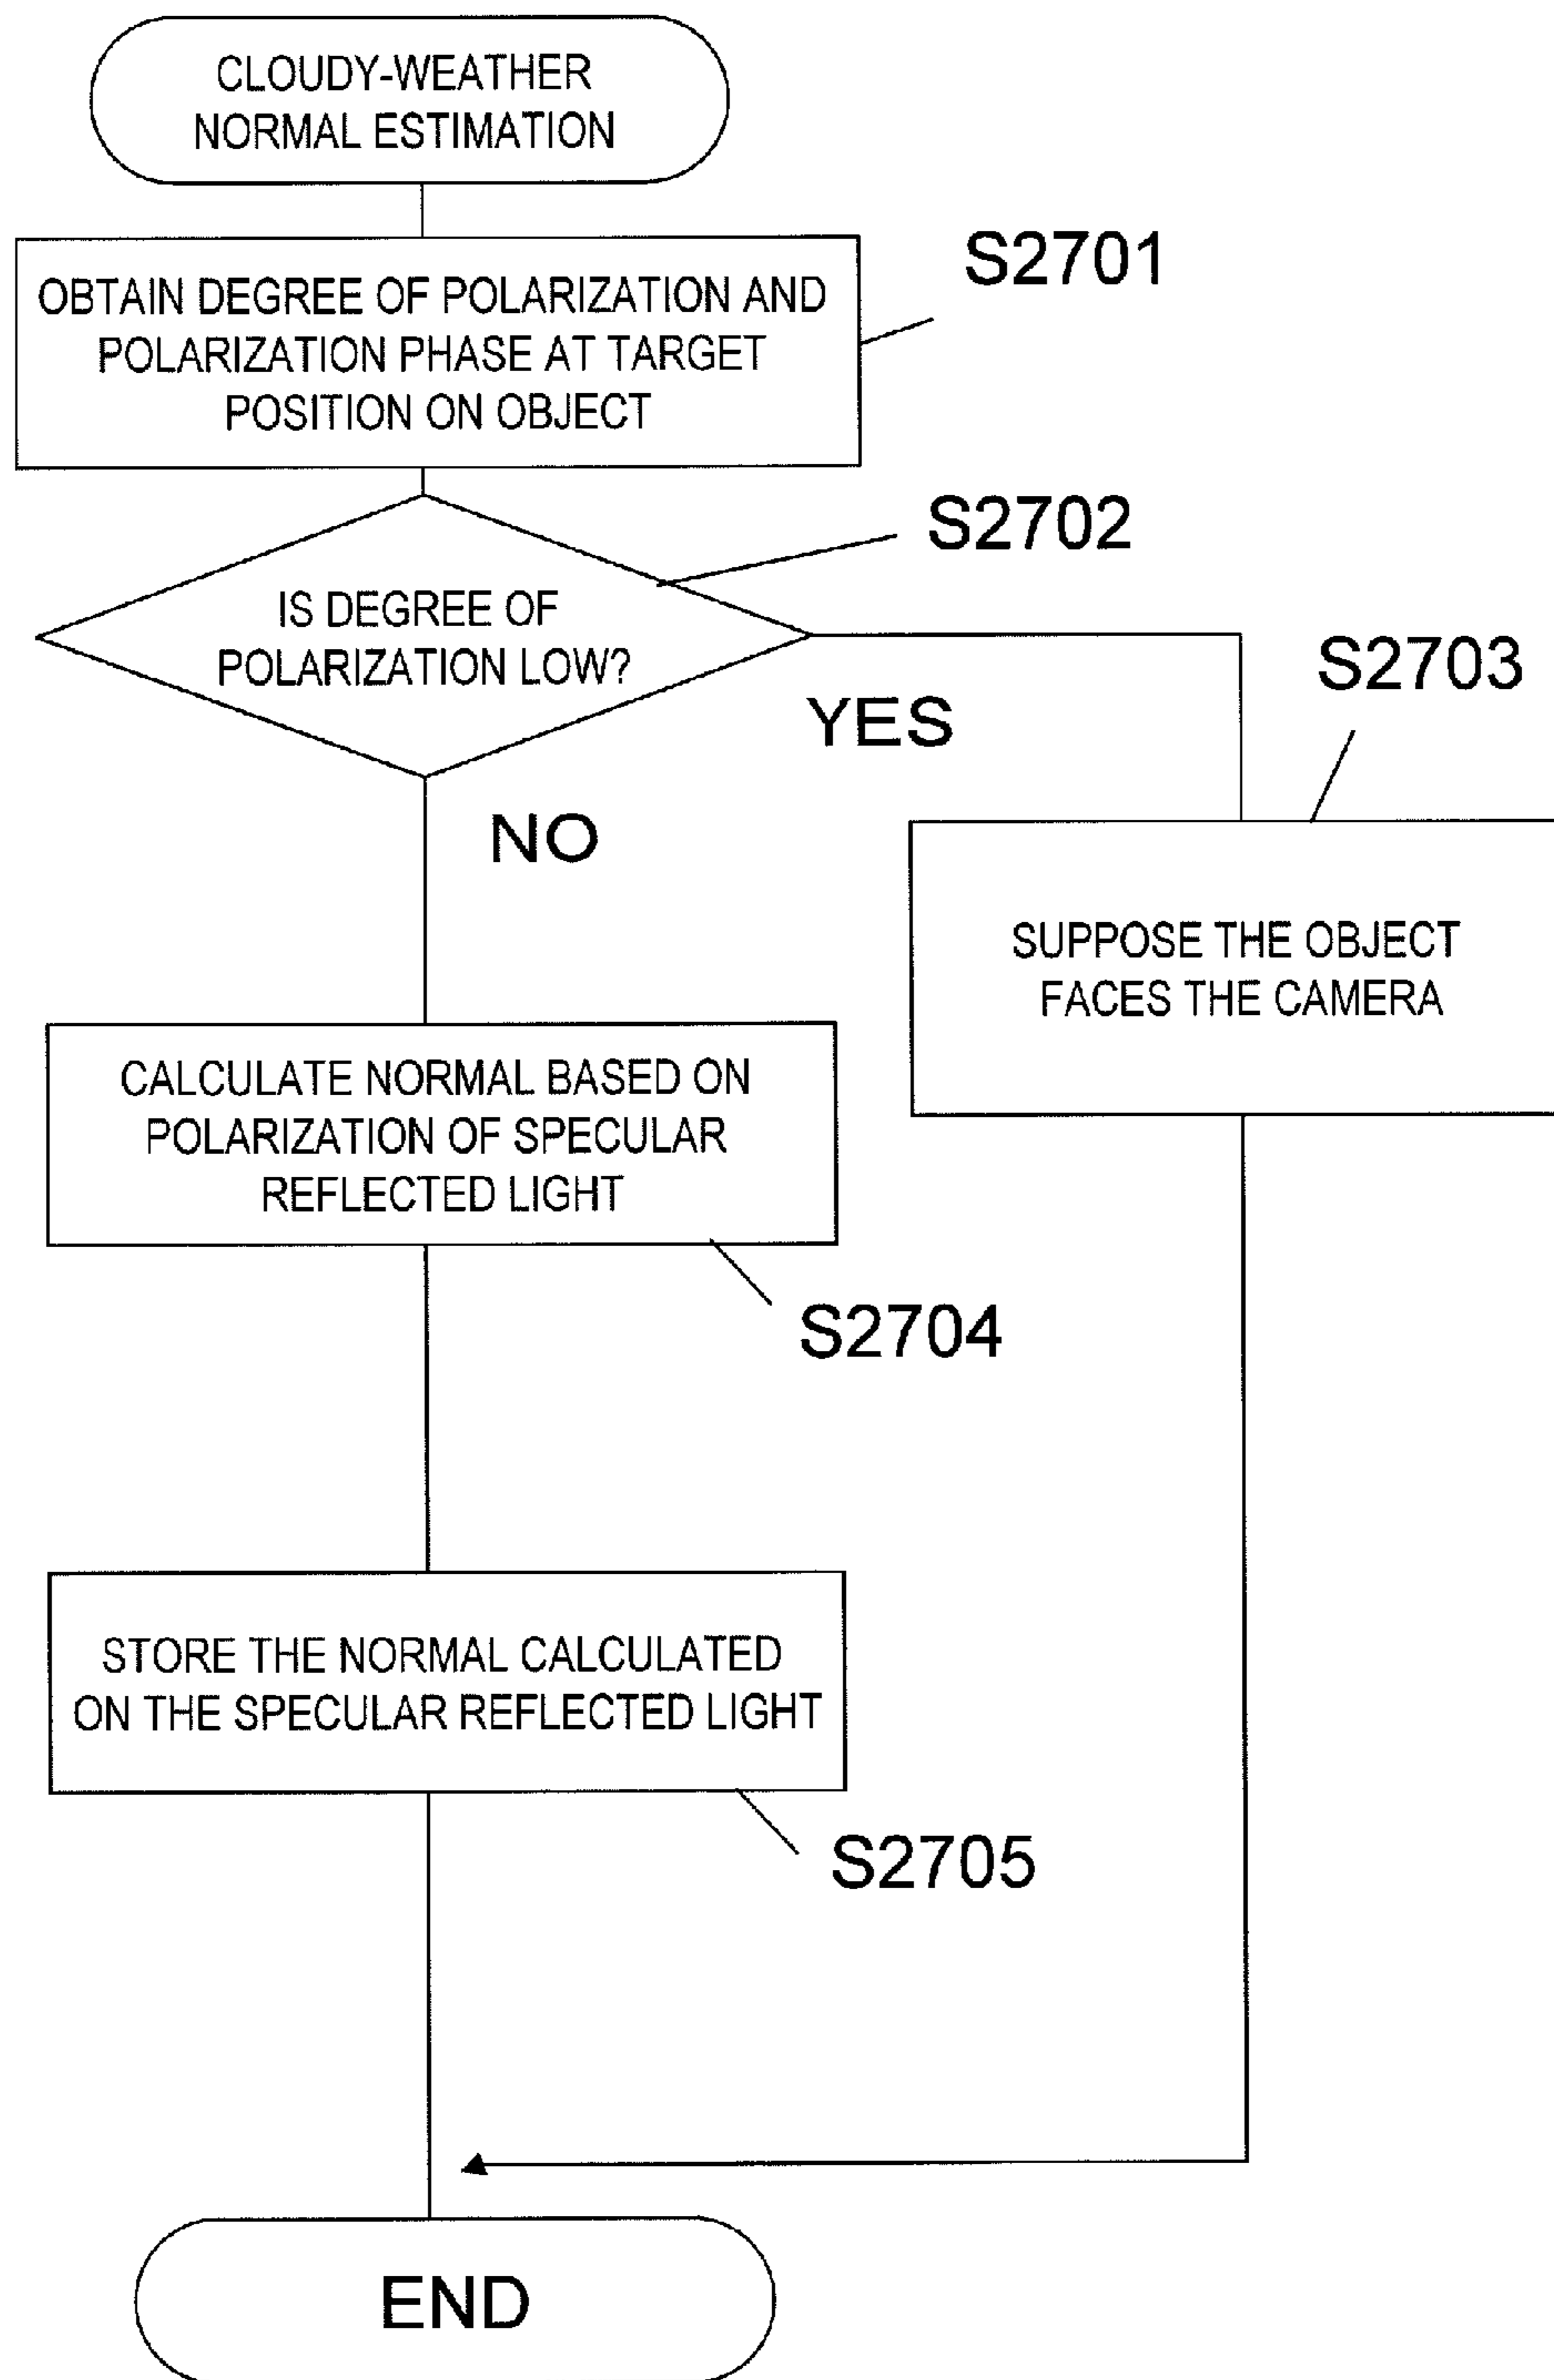 CLOUDY-WEATHER
NORMAL ESTIMATION
S2701
OBTAIN DEGREE OF POLARIZATION AND
POLARIZATION PHASE AT TARGET
POSITION ON OBJECT
S2702
IS DEGREE OF
POLARIZATION LOW?
YES
S2703
NO
SUPPOSE THE OBJECT
FACES THE CAMERA
CALCULATE NORMAL BASED ON
POLARIZATION OF SPECULAR
REFLECTED LIGHT
S2704
STORE THE NORMAL CALCULATED
ON THE SPECULAR REFLECTED LIGHT
S2705
END